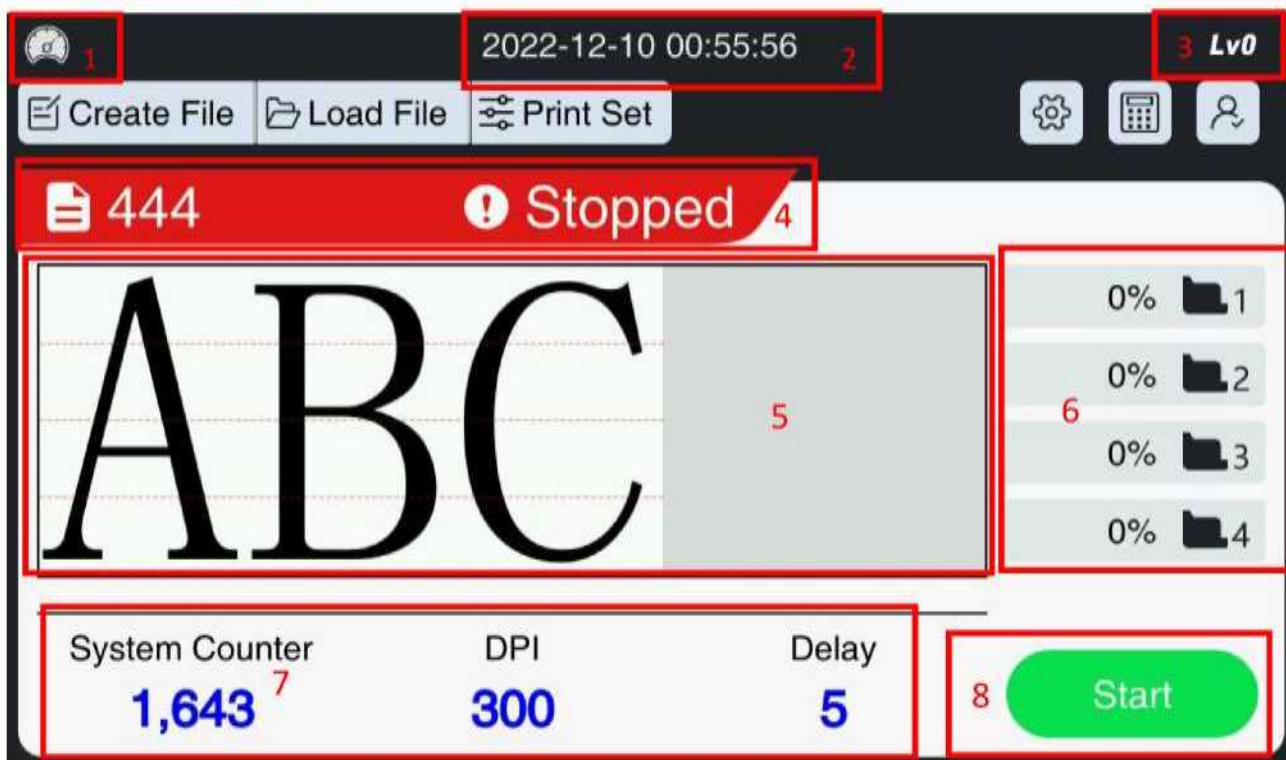 1
2022-12-10 00:55:56 2
3 Lv0
Create File Load File Print Set
444 Stopped 4
ABC 5
0% 1
0% 2
6
0% 3
0% 4
System Counter DPI Delay
1,643 7 300 5
8 Start